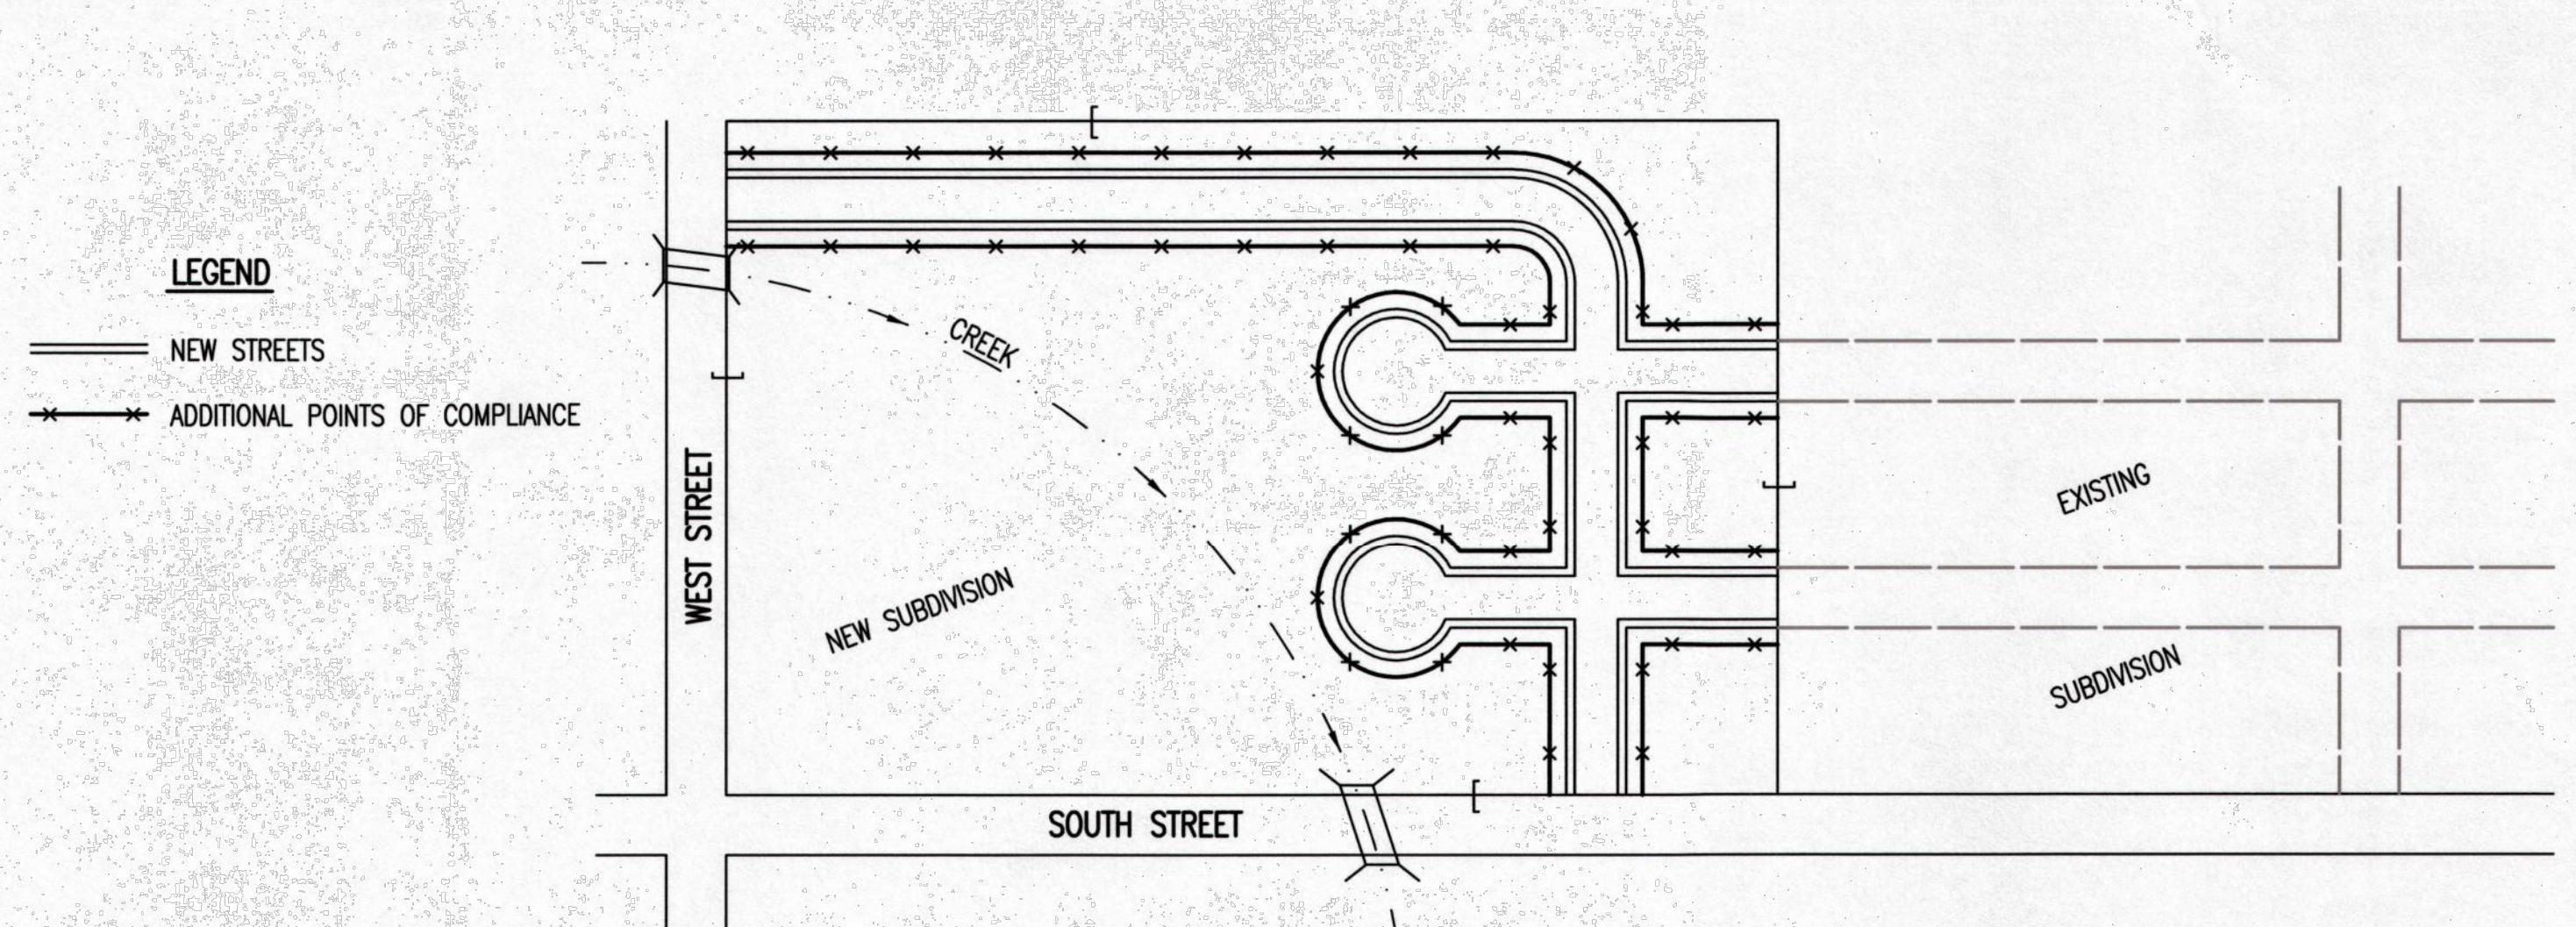 LEGEND
NEW STREETS
ADDITIONAL POINTS OF COMPLIANCE
WEST STREET
CREEK
NEW SUBDIVISION
SOUTH STREET
EXISTING
SUBDIVISION